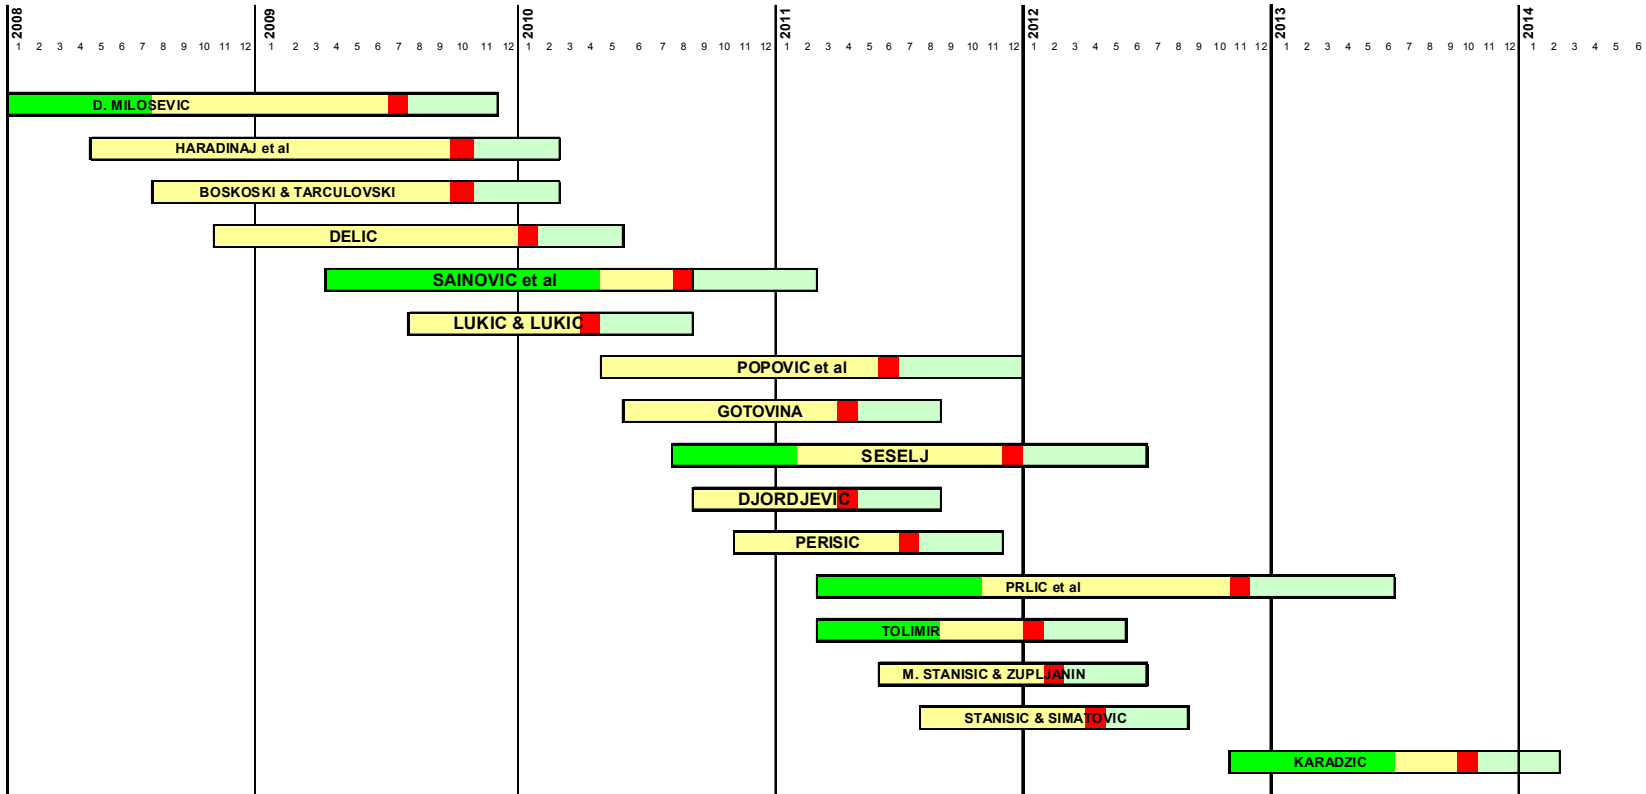 2008 2009 2010 2011 2012 2013 2014
1 2 3 4 5 6 7 8 9 10 11 12 1 2 3 4 5 6 7 8 9 10 11 12 1 2 3 4 5 6 7 8 9 10 11 12 1 2 3 4 5 6 7 8 9 10 11 12 1 2 3 4 5 6 7 8 9 10 11 12 1 2 3 4 5 6 7 8 9 10 11 12 1 2 3 4 5 6
D. MILOSEVIC
HARADINAJ et al
BOSKOSKI & TARCULOVSKI
DELIC
SAINOVIC et al
LUKIC & LUKIC
POPOVIC et al
GOTOVINA
SESELJ
DJORDJEVIC
PERISIC
PRLIC et al
TOLIMIR
M. STANISIC & ZUPLJANIN
STANISIC & SIMATOVIC
KARADZIC